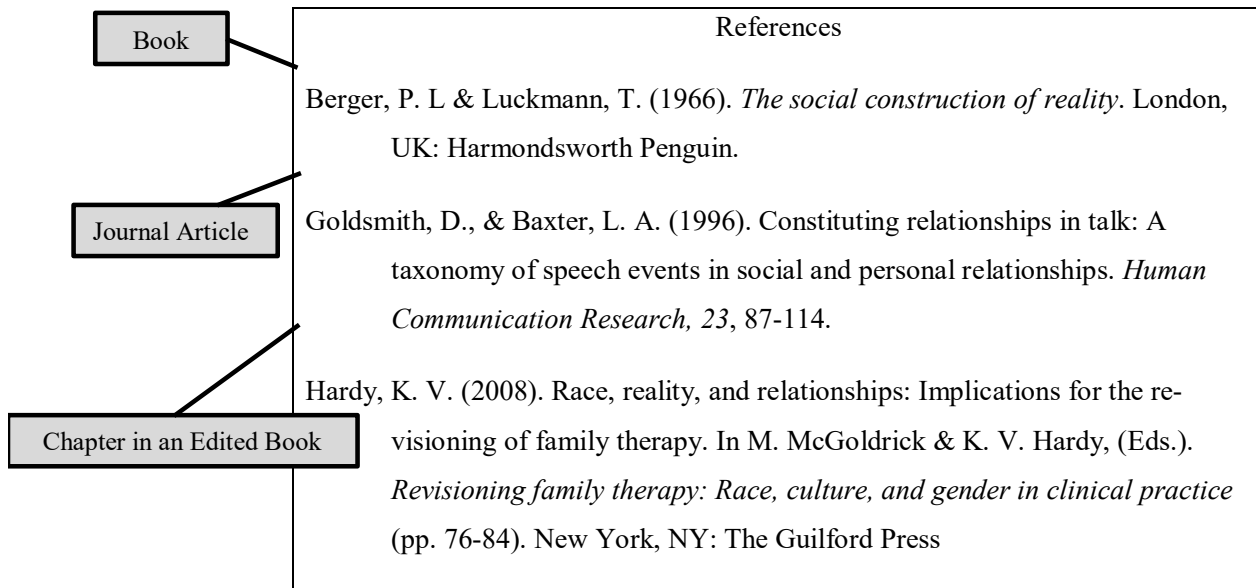 Book
References
Berger, P. L & Luckmann, T. (1966). The social construction of reality. London,
UK: Harmondsworth Penguin.
Journal Article
Goldsmith, D., & Baxter, L. A. (1996). Constituting relationships in talk: A
taxonomy of speech events in social and personal relationships. Human
Communication Research, 23, 87-114.
Chapter in an Edited Book
Hardy, K. V. (2008). Race, reality, and relationships: Implications for the re-
visioning of family therapy. In M. McGoldrick & K. V. Hardy, (Eds.).
Revisioning family therapy: Race, culture, and gender in clinical practice
(pp. 76-84). New York, NY: The Guilford Press